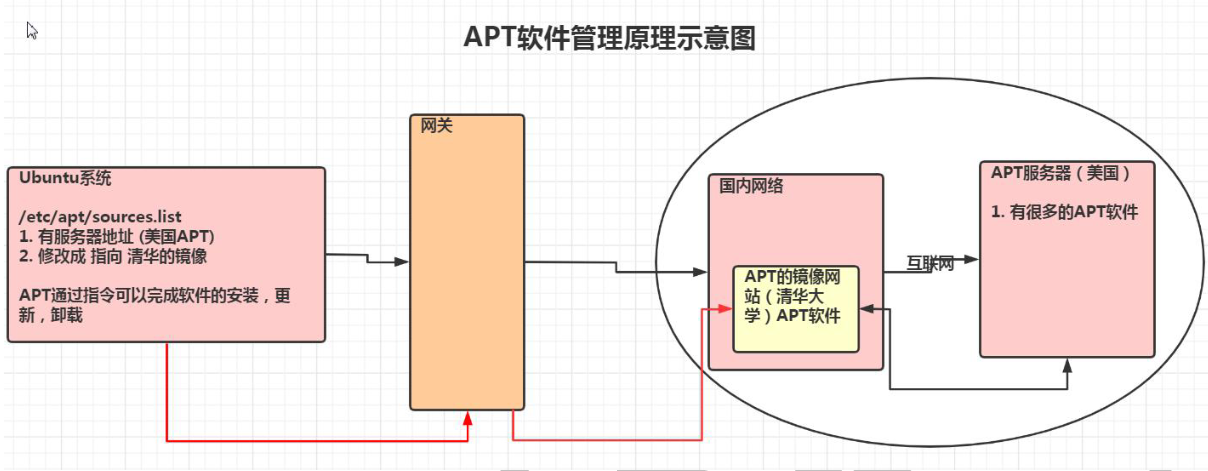 APT软件管理原理示意图
网关
Ubuntu系统
/etc/apt/sources.list
1. 有服务器地址 (美国APT)
2. 修改成 指向 清华的镜像
APT通过指令可以完成软件的安装，更
新，卸载
国内网络
APT的镜像网
站（清华大
学）APT软件
互联网
APT服务器（美国）
1. 有很多的APT软件